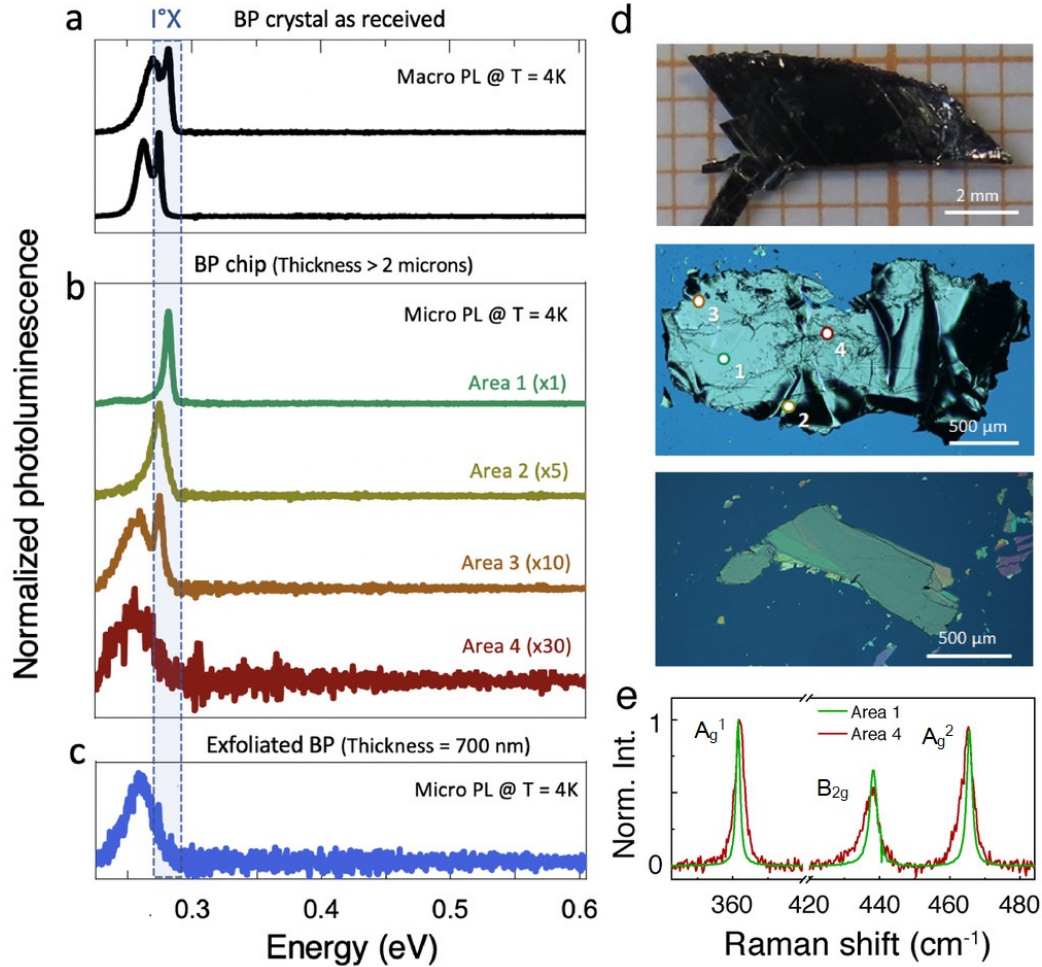 a I°X BP crystal as received
Macro PL @ T = 4K
b BP chip (Thickness > 2 microns)
Micro PL @ T = 4K
Area 1 (x1)
Area 2 (x5)
Area 3 (x10)
Area 4 (x30)
c Exfoliated BP (Thickness = 700 nm)
Micro PL @ T = 4K
0.3 0.4 0.5 0.6
Energy (eV)
Normalized photoluminescence
d
2 mm
3
4
1
2
500 µm
500 µm
e
Area 1
Area 4
Ag1
B2g
Ag2
1
0
Norm. Int.
360 420 440 460 480
Raman shift (cm-1)